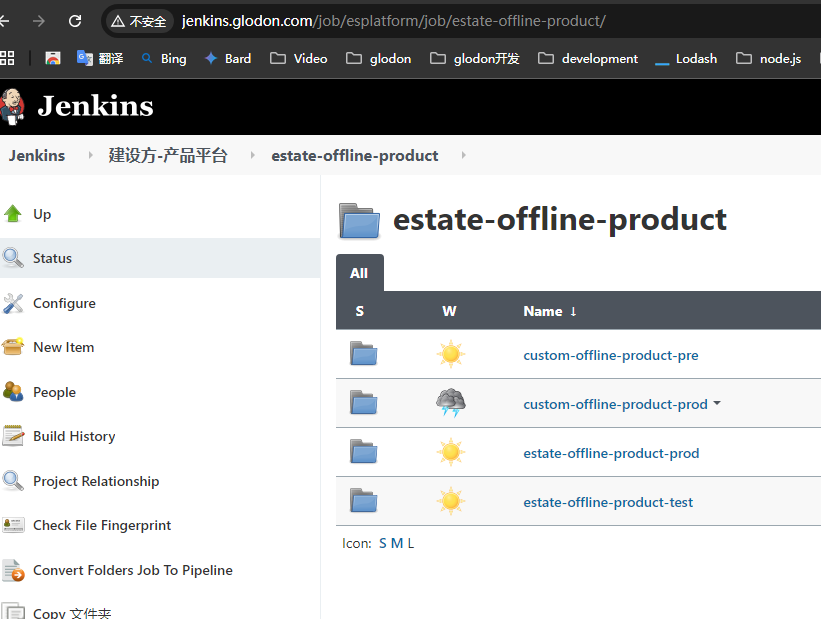 不安全 jenkins.glodon.com/job/esplatform/job/estate-offline-product/
翻译 Bing Bard Video glodon glodon开发 development Lodash node.js
Jenkins
Jenkins 建设方-产品平台 estate-offline-product
Up
Status
Configure
New Item
People
Build History
Project Relationship
Check File Fingerprint
Convert Folders Job To Pipeline
Copy 文件夹
estate-offline-product
All
S W Name ↓
custom-offline-product-pre
custom-offline-product-prod
estate-offline-product-prod
estate-offline-product-test
Icon: S M L